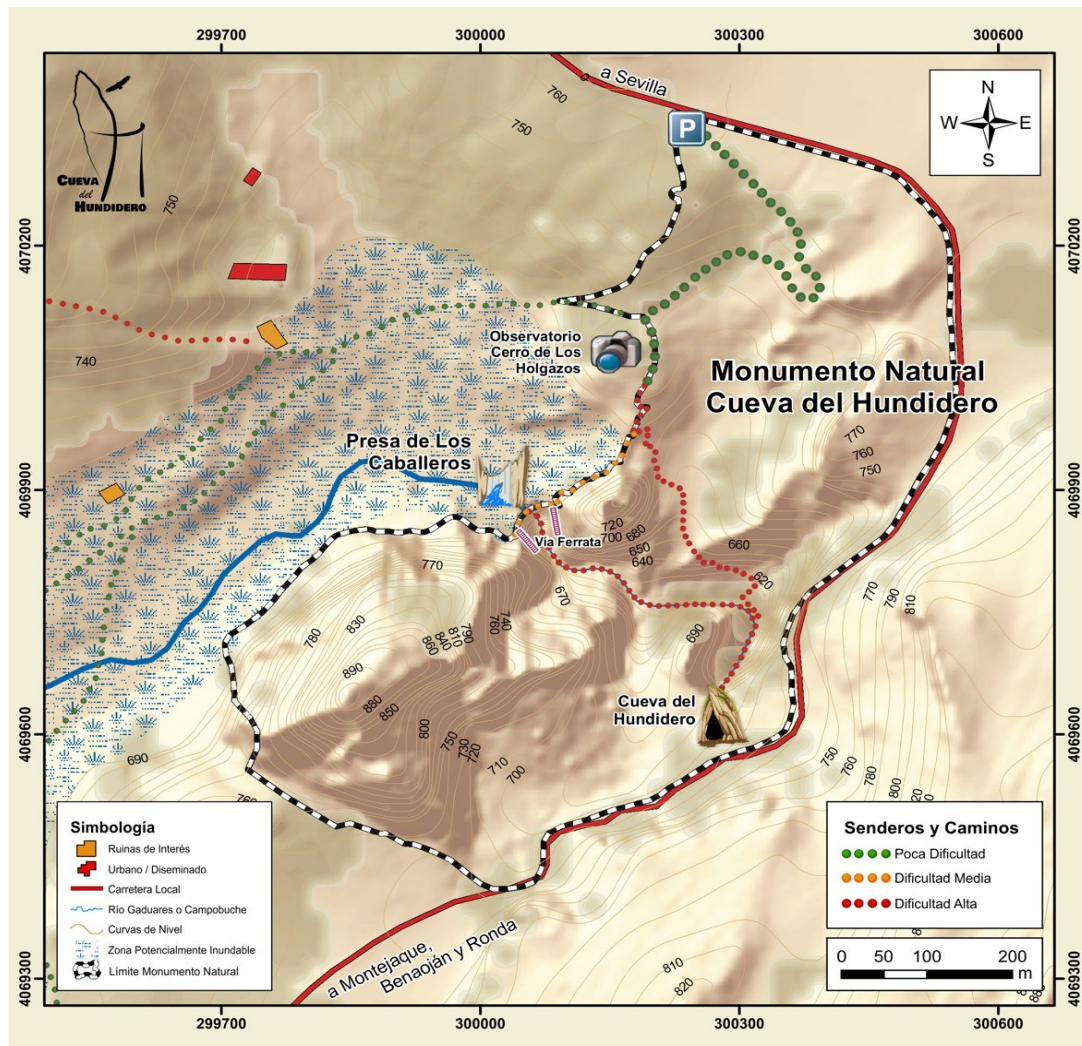 299700
300000
300300
300600
4070200
4069900
4069600
4069300
4070200
4069900
4069600
4069300
299700
300000
300300
300600
CUEVA
del
HUNDIDERO
a Sevilla
P
N
W
E
S
760
750
750
740
Observatorio
Cerro de Los
Holgazos
Monumento Natural
Cueva del Hundidero
770
760
750
Presa de Los
Caballeros
Via Ferrata
720
700
680
650
640
660
620
770
790
810
770
670
780
830
860
840
810
790
760
740
690
890
880
850
800
750
730
720
710
700
Cueva del
Hundidero
690
760
750
760
780
800
820
810
820
a Montejaque,
Benaoján y Ronda
Simbología
Ruinas de Interés
Urbano / Diseminado
Carretera Local
Río Gaduares o Campobuche
Curvas de Nivel
Zona Potencialmente Inundable
Límite Monumento Natural
Senderos y Caminos
Poca Dificultad
Dificultad Media
Dificultad Alta
0 50 100 200
m